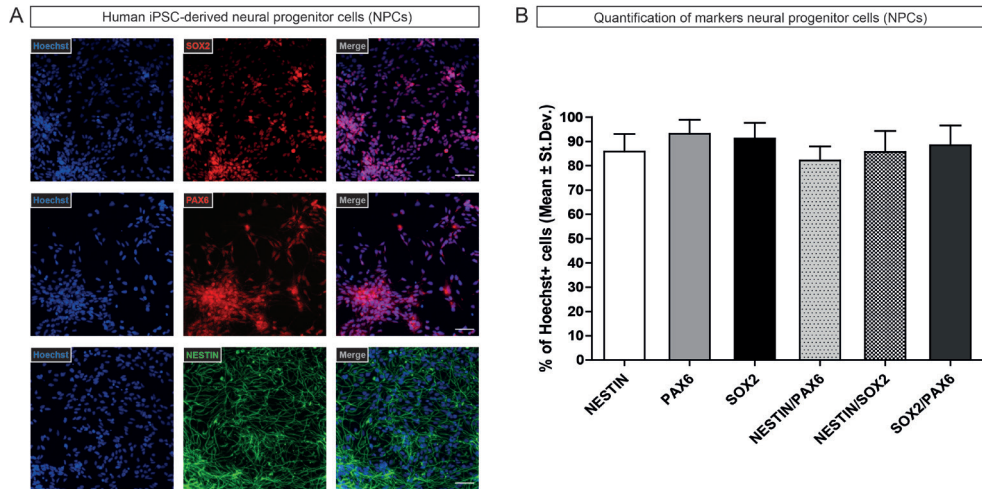 A
Human iPSC-derived neural progenitor cells (NPCs)
Hoechst
SOX2
Merge
Hoechst
PAX6
Merge
Hoechst
NESTIN
Merge
B
Quantification of markers neural progenitor cells (NPCs)
% of Hoechst+ cells (Mean ± St.Dev.)
100
90
80
70
60
50
40
30
20
10
0
NESTIN
PAX6
SOX2
NESTIN/PAX6
NESTIN/SOX2
SOX2/PAX6